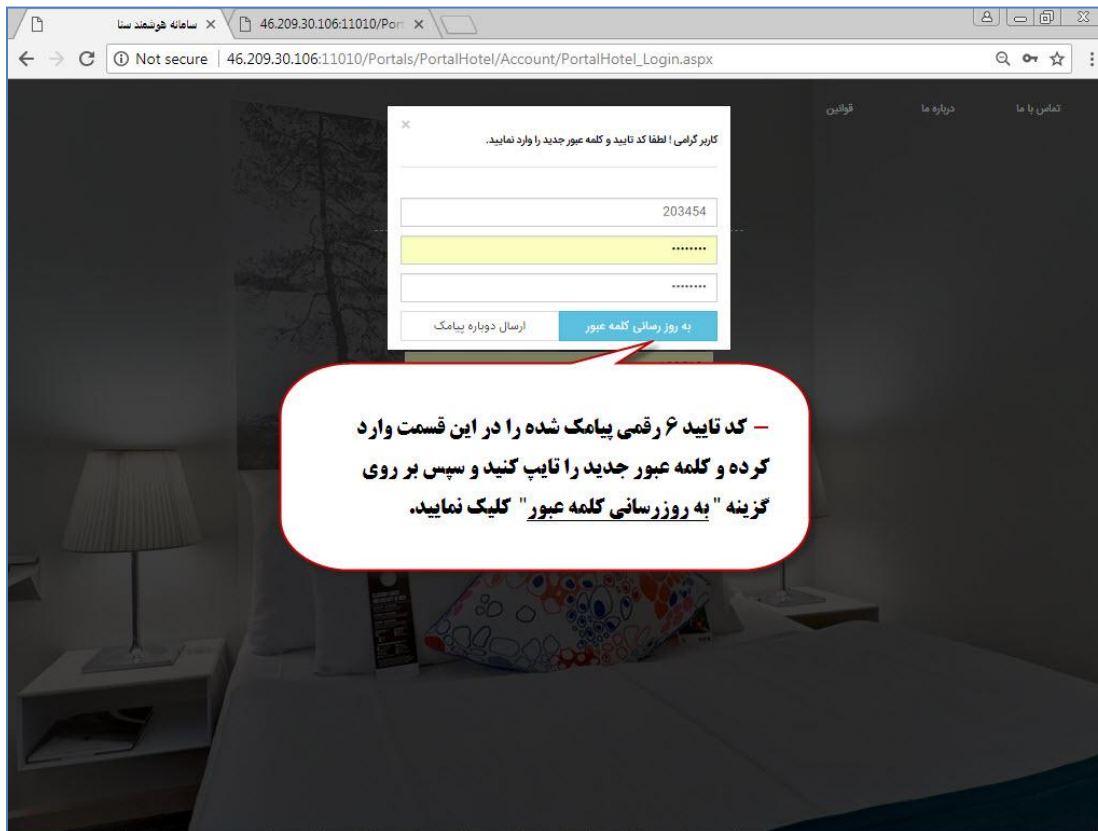 سامانه هوشمند سنا
46.209.30.106:11010/Por
Not secure | 46.209.30.106:11010/Portals/PortalHotel/Account/PortalHotel_Login.aspx
تماس با ما
درباره ما
قوانین
کاربر گرامی ! لطفا کد تایید و کلمه عبور جدید را وارد نمایید.
203454
به روز رسانی کلمه عبور
ارسال دوباره پیامک
– کد تایید ۶ رقمی پیامک شده را در این قسمت وارد
کرده و کلمه عبور جدید را تایپ کنید و سپس بر روی
گزینه "به روزرسانی کلمه عبور" کلیک نمایید.